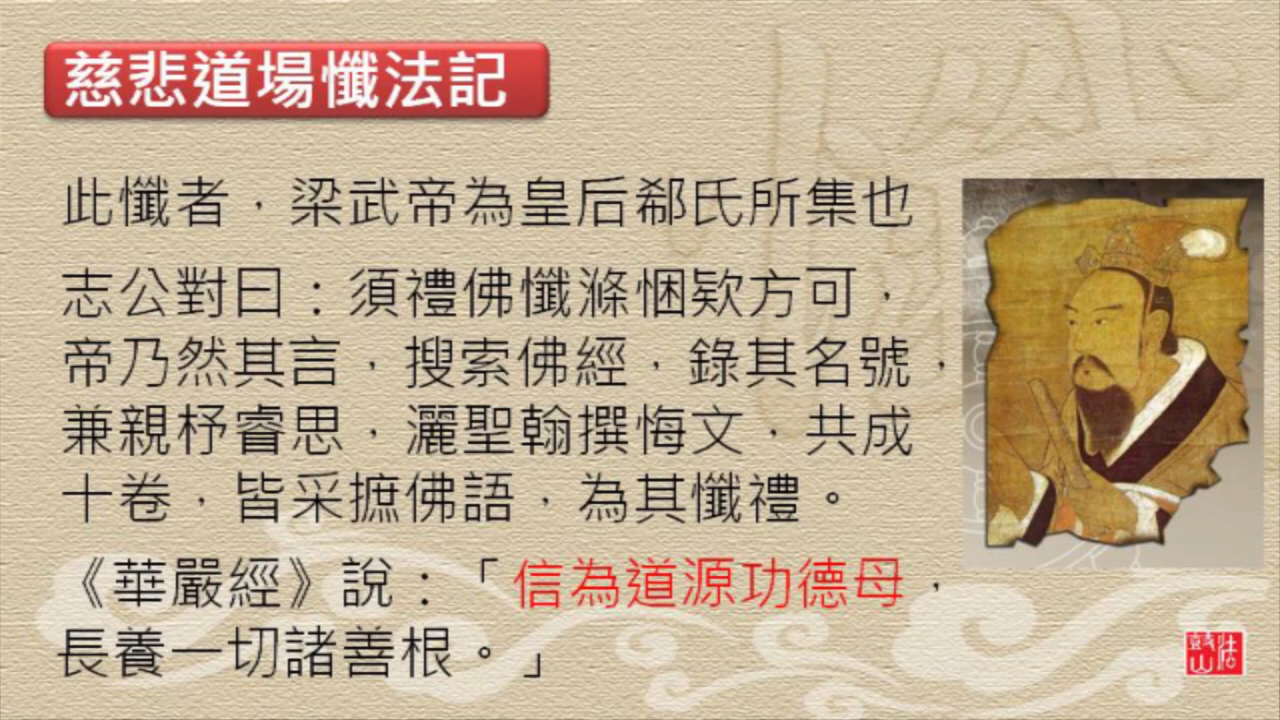 慈悲道場懺法記
此懺者，梁武帝為皇后郗氏所集也
志公對曰：須禮佛懺滌悃欵方可，
帝乃然其言，搜索佛經，錄其名號，
兼親杼睿思，灑聖翰撰悔文，共成
十卷，皆采摭佛語，為其懺禮。
《華嚴經》說：「信為道源功德母，
長養一切諸善根。」
法鼓山